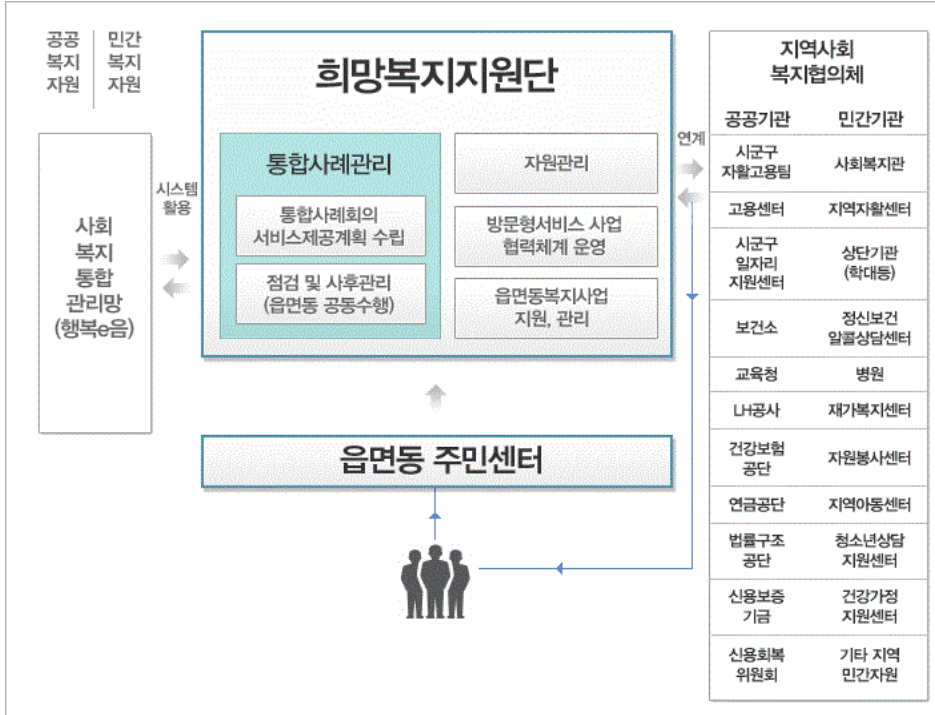 공공 민간
복지 복지
자원 자원
사회
복지
통합
관리망
(행복e음)
시스템
활용
희망복지지원단
통합사례관리
통합사례회의
서비스제공계획 수립
점검 및 사후관리
(읍면동 공동수행)
자원관리
방문형서비스 사업
협력체계 운영
읍면동복지사업
지원, 관리
읍면동 주민센터
연계
지역사회
복지협의체
공공기관 민간기관
시군구
자활고용팀
사회복지관
고용센터
지역자활센터
시군구
일자리
지원센터
상단기관
(학대등)
보건소
정신보건
알콜상담센터
교육청
병원
LH공사
재가복지센터
건강보험
공단
자원봉사센터
연금공단
지역아동센터
법률구조
공단
청소년상담
지원센터
신용보증
기금
건강가정
지원센터
신용회복
위원회
기타 지역
민간자원